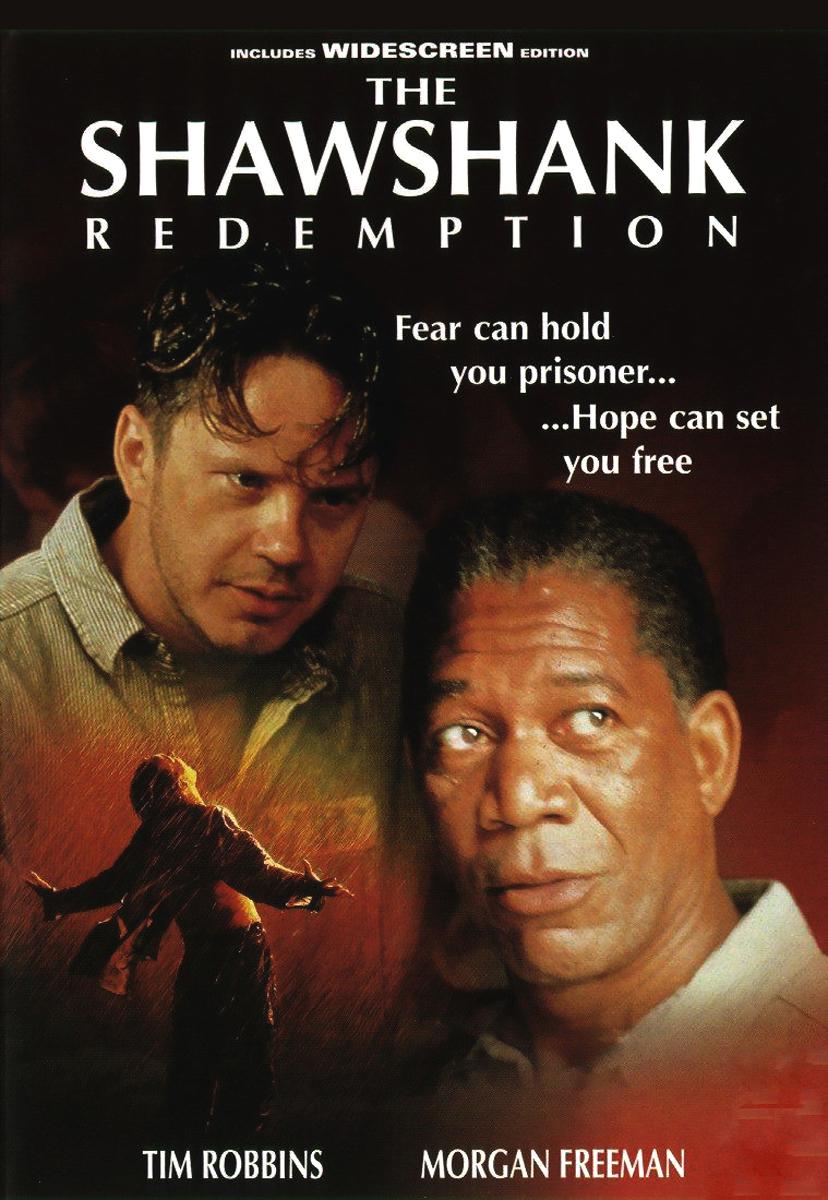 INCLUDES WIDESCREEN EDITION
THE
SHAWSHANK
REDEMPTION
Fear can hold
you prisoner...
...Hope can set
you free
TIM ROBBINS MORGAN FREEMAN